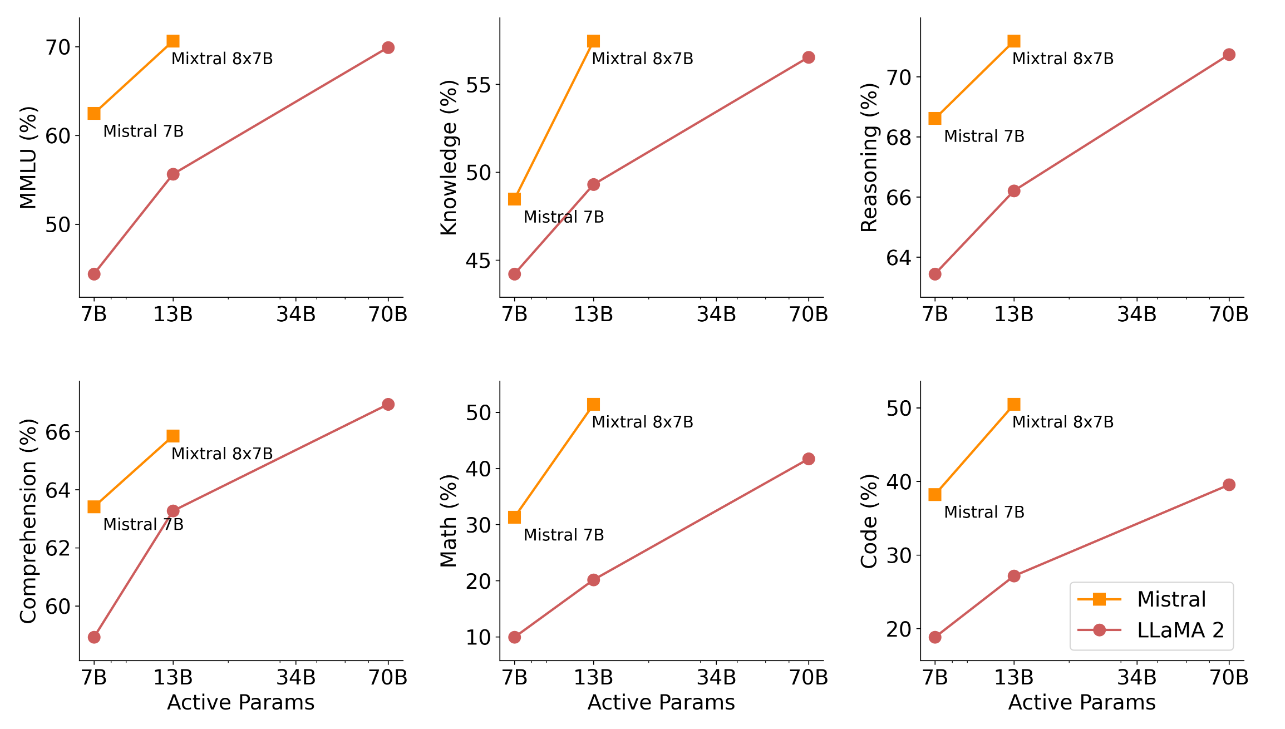 MMLU (%)
70
60
50
Mixtral 8x7B
Mistral 7B
7B 13B 34B 70B
Knowledge (%)
55
50
45
Mixtral 8x7B
Mistral 7B
7B 13B 34B 70B
Reasoning (%)
70
68
66
64
Mixtral 8x7B
Mistral 7B
7B 13B 34B 70B
Comprehension (%)
66
64
62
60
Mixtral 8x7B
Mistral 7B
7B 13B 34B 70B
Active Params
Math (%)
50
40
30
20
10
Mixtral 8x7B
Mistral 7B
7B 13B 34B 70B
Active Params
Code (%)
50
40
30
20
Mixtral 8x7B
Mistral 7B
Mistral
LLaMA 2
7B 13B 34B 70B
Active Params